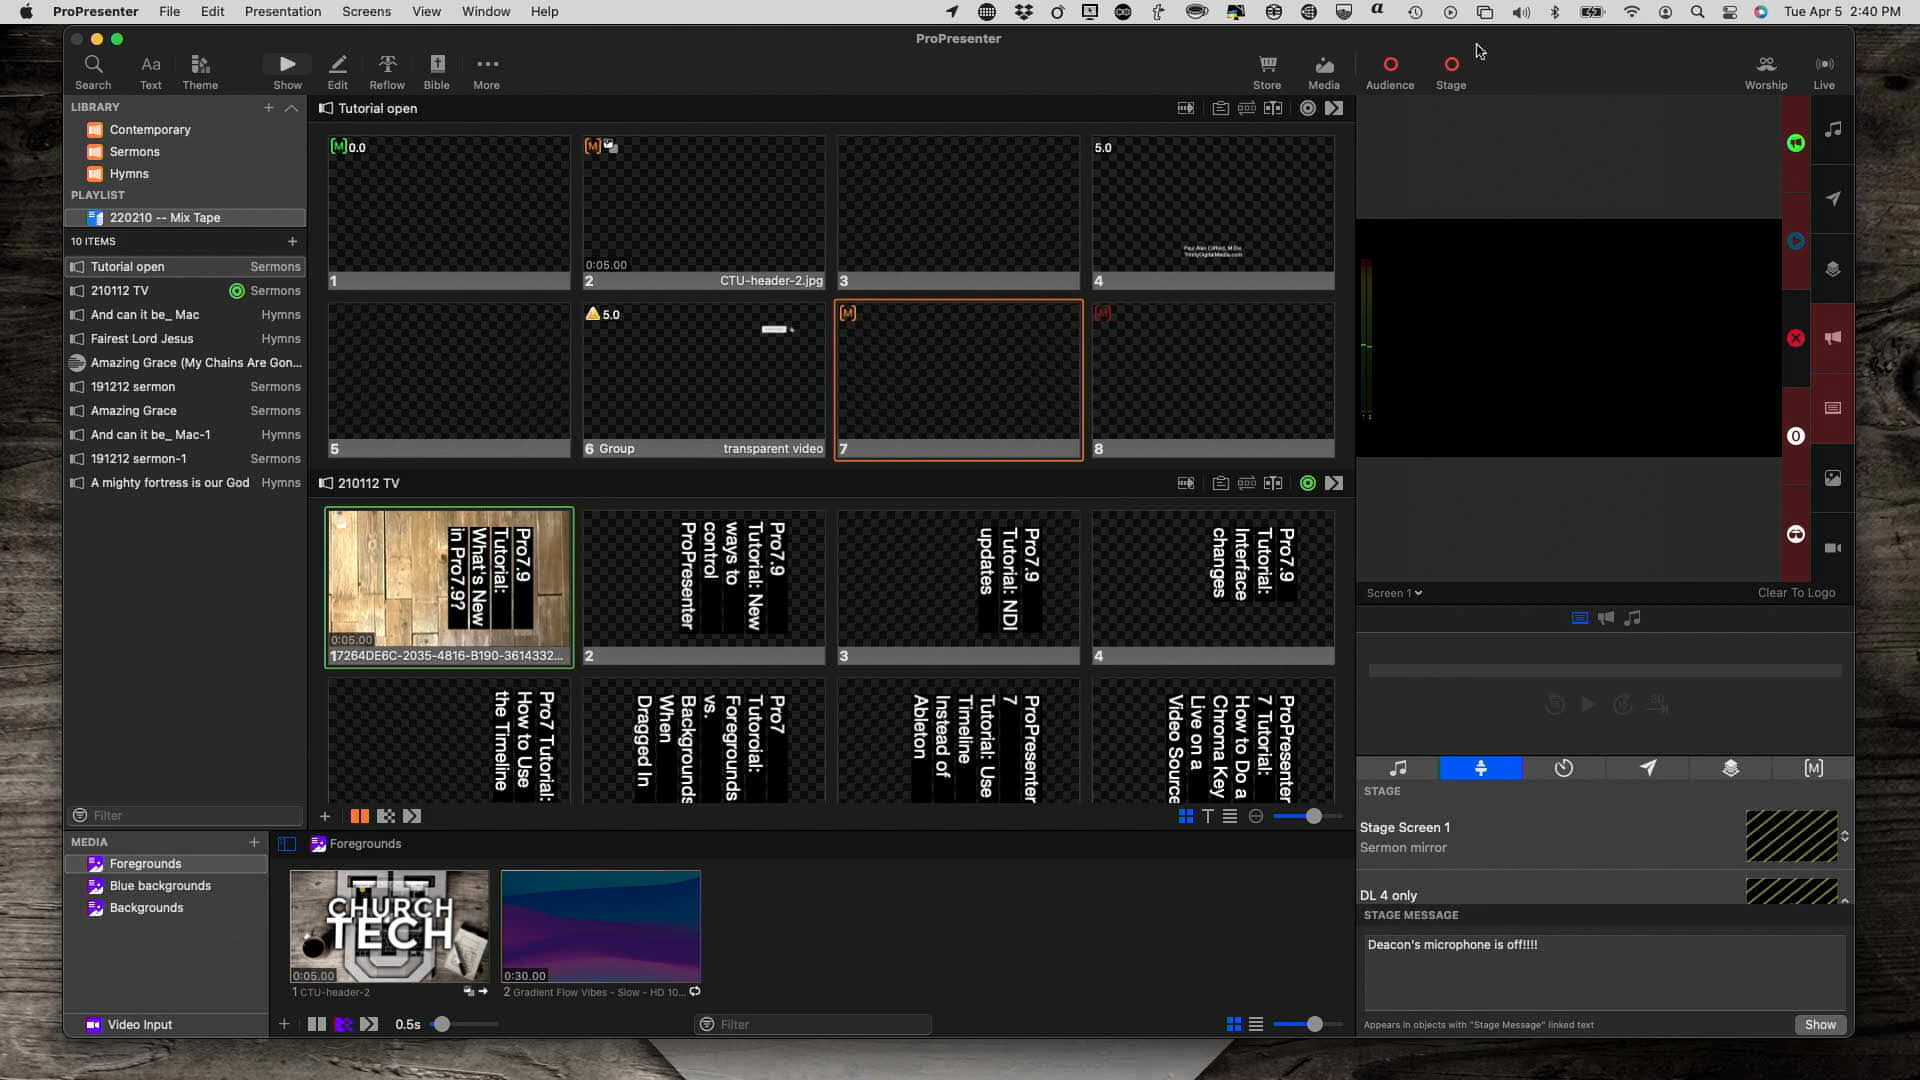 ProPresenter File Edit Presentation Screens View Window Help
Tue Apr 5 2:40 PM
ProPresenter
Search Text Theme Show Edit Reflow Bible More
Store Media Audience Stage Worship Live
LIBRARY
Contemporary
Sermons
Hymns
PLAYLIST
220210 -- Mix Tape
10 ITEMS
Tutorial open Sermons
210112 TV Sermons
And can it be_ Mac Hymns
Fairest Lord Jesus Hymns
Amazing Grace (My Chains Are Gon...
191212 sermon Sermons
Amazing Grace Sermons
And can it be_ Mac-1 Hymns
191212 sermon-1 Sermons
A mighty fortress is our God Hymns
Filter
Tutorial open
[M] 0.0
1
[M]
0:05.00
2 CTU-header-2.jpg
3
5.0
Paul Alan Clifford, M.Div.
TrinityDigitalMedia.com
4
5
5.0
6 Group transparent video
[M]
7
[M]
8
210112 TV
Pro7.9
Tutorial:
What's New
in Pro7.9?
0:05.00
17264DE6C-2035-4816-B190-3614332...
Pro7.9
Tutorial: New
ways to
control
ProPresenter
2
Pro7.9
Tutorial: NDI
updates
3
Pro7.9
Tutorial:
Interface
changes
4
Pro7 Tutorial:
How to Use
the Timeline
Pro7
Tutoroial:
Foregrounds
vs.
Backgrounds
When
Dragged In
ProPresenter
7
Tutorial: Use
Timeline
Instead of
Ableton
ProPresenter
7 Tutorial:
How to Do a
Chroma Key
Live on a
Video Source
Screen 1
Clear To Logo
STAGE
Stage Screen 1
Sermon mirror
DL 4 only
STAGE MESSAGE
Deacon's microphone is off!!!!
Appears in objects with "Stage Message" linked text
Show
MEDIA
Foregrounds
Blue backgrounds
Backgrounds
Video Input
Foregrounds
CHURCH
TECH
0:05.00
1 CTU-header-2
0:30.00
2 Gradient Flow Vibes - Slow - HD 10...
0.5s
Filter